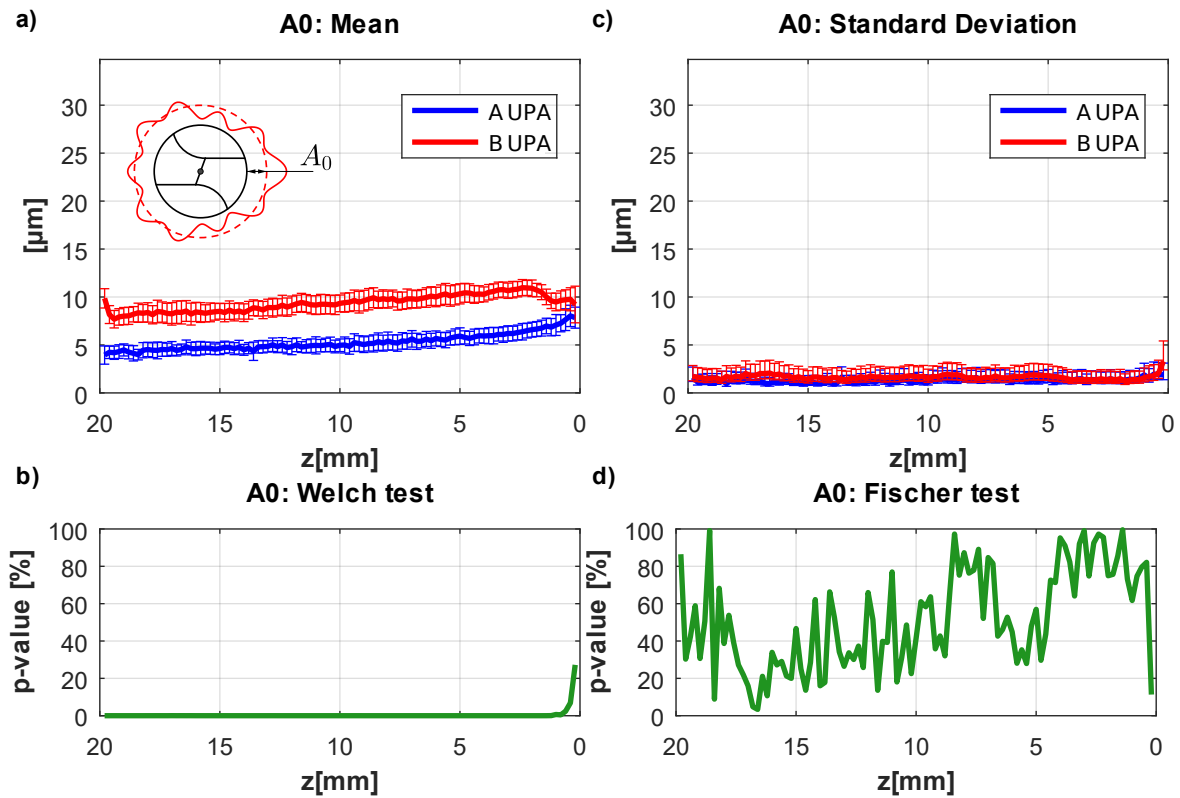 a)
A0: Mean
[µm]
30
25
20
15
10
5
0
A UPA
B UPA
A0
20
15
10
5
0
z[mm]
c)
A0: Standard Deviation
[µm]
30
25
20
15
10
5
0
A UPA
B UPA
20
15
10
5
0
z[mm]
b)
A0: Welch test
p-value [%]
100
80
60
40
20
0
20
15
10
5
0
z[mm]
d)
A0: Fischer test
p-value [%]
100
80
60
40
20
0
20
15
10
5
0
z[mm]